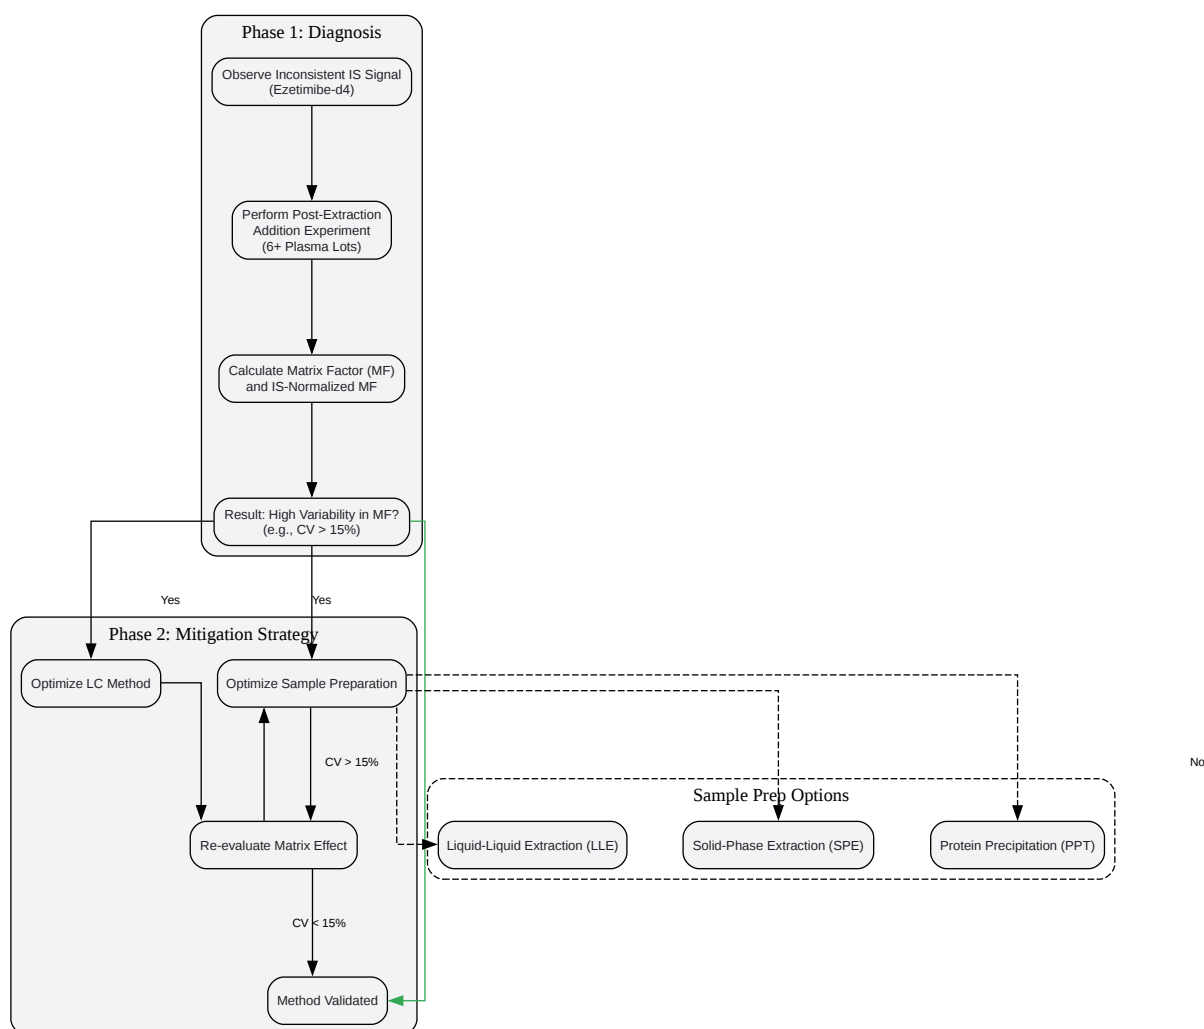 Phase 1: Diagnosis
Observe Inconsistent IS Signal
(Ezetimibe-d4)
Perform Post-Extraction
Addition Experiment
(6+ Plasma Lots)
Calculate Matrix Factor (MF)
and IS-Normalized MF
Result: High Variability in MF?
(e.g., CV > 15%)
Yes
Yes
Phase 2: Mitigation Strategy
Optimize LC Method
Optimize Sample Preparation
CV > 15%
No
Sample Prep Options
Re-evaluate Matrix Effect
Liquid-Liquid Extraction (LLE)
Solid-Phase Extraction (SPE)
Protein Precipitation (PPT)
CV < 15%
Method Validated